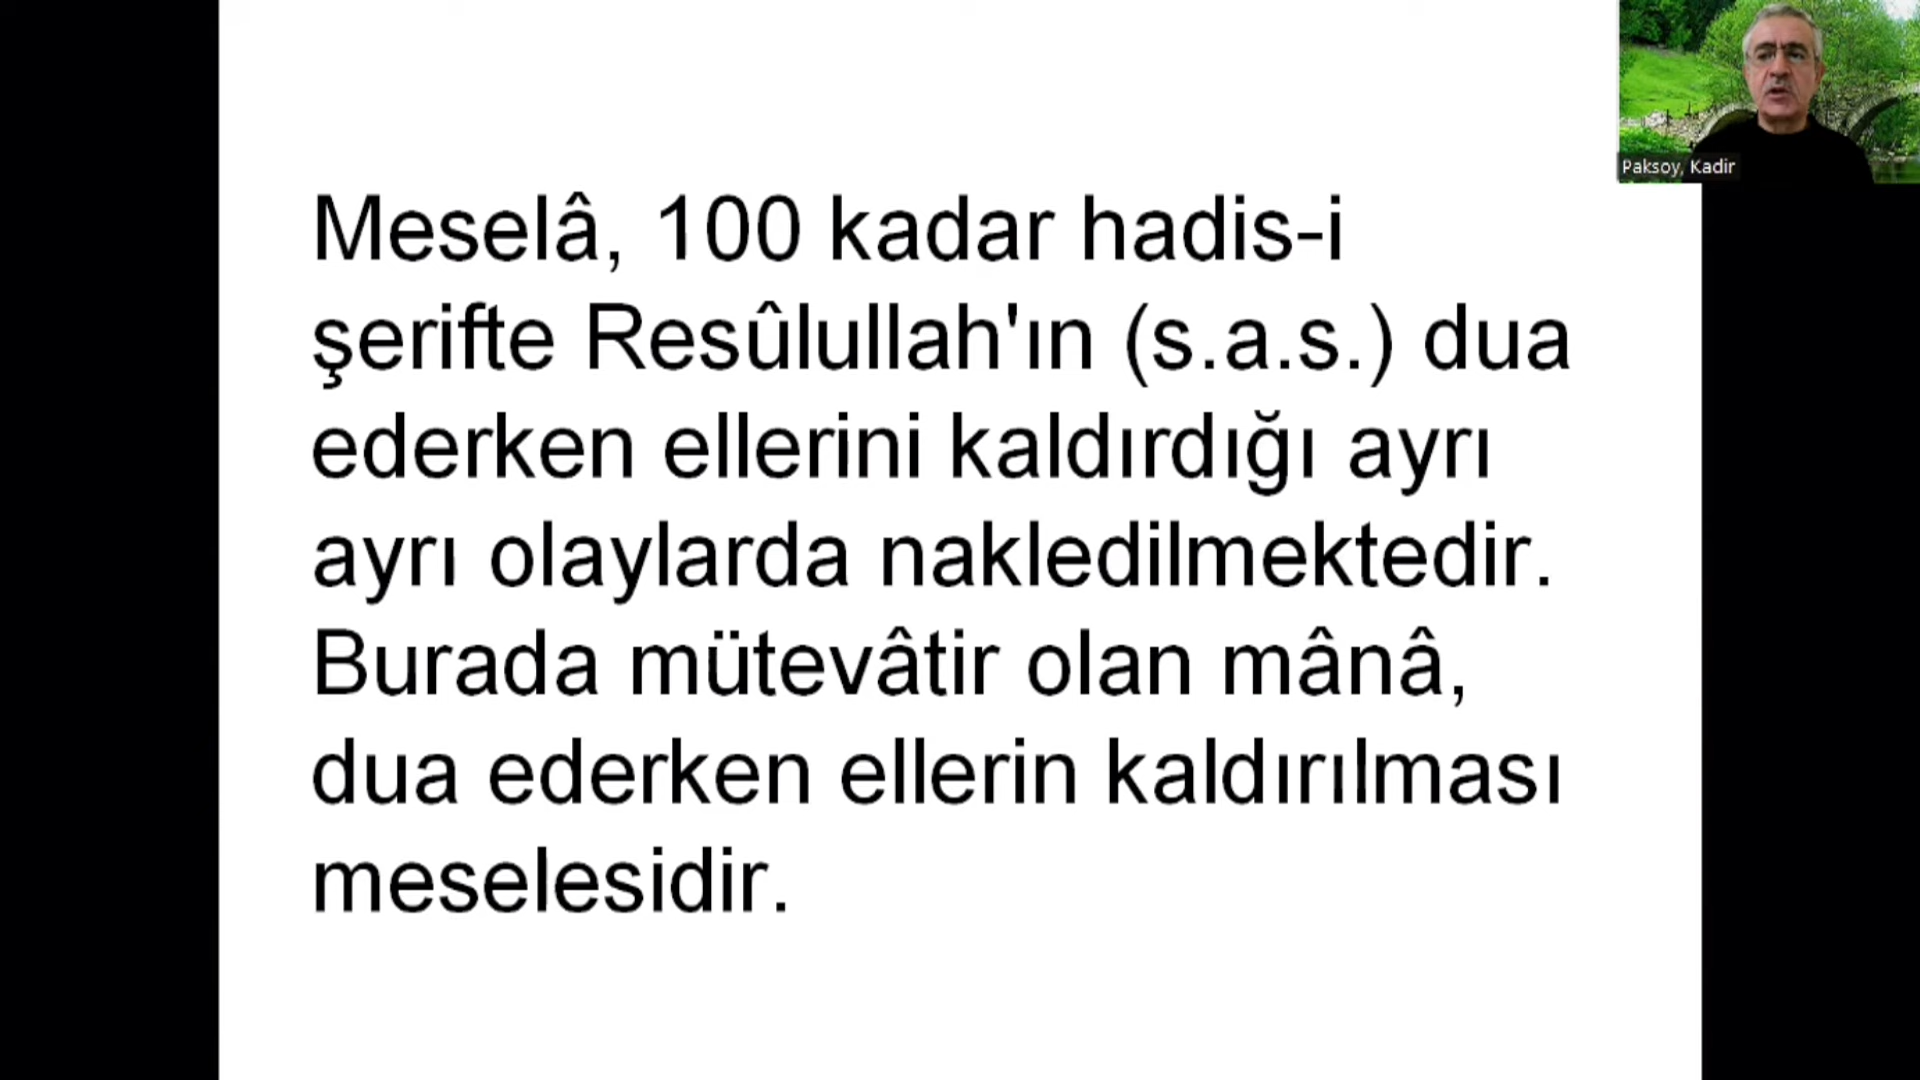 Meselâ, 100 kadar hadis-i
şerifte Resûlullah'ın (s.a.s.) dua
ederken ellerini kaldırdığı ayrı
ayrı olaylarda nakledilmektedir.
Burada mütevâtir olan mânâ,
dua ederken ellerin kaldırılması
meselesidir.
Paksoy, Kadir